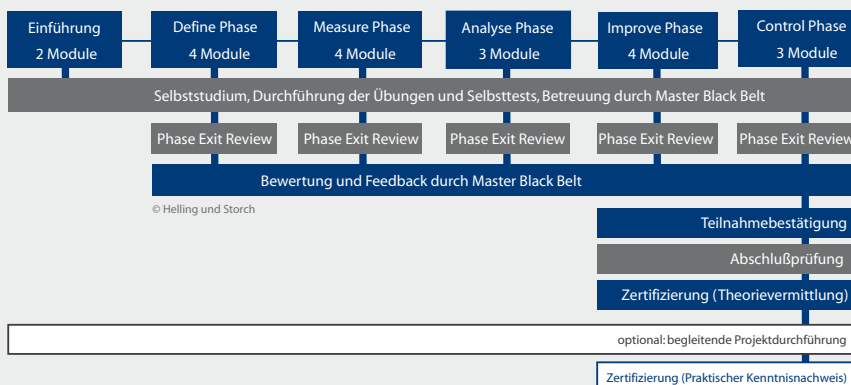 Einführung
2 Module
Define Phase
4 Module
Measure Phase
4 Module
Analyse Phase
3 Module
Improve Phase
4 Module
Control Phase
3 Module
Selbststudium, Durchführung der Übungen und Selbsttests, Betreuung durch Master Black Belt
Phase Exit Review
Phase Exit Review
Phase Exit Review
Phase Exit Review
Phase Exit Review
Bewertung und Feedback durch Master Black Belt
© Helling und Storch
Teilnahmebestätigung
Abschlußprüfung
Zertifizierung (Theorievermittlung)
optional: begleitende Projektdurchführung
Zertifizierung (Praktischer Kenntnisnachweis)